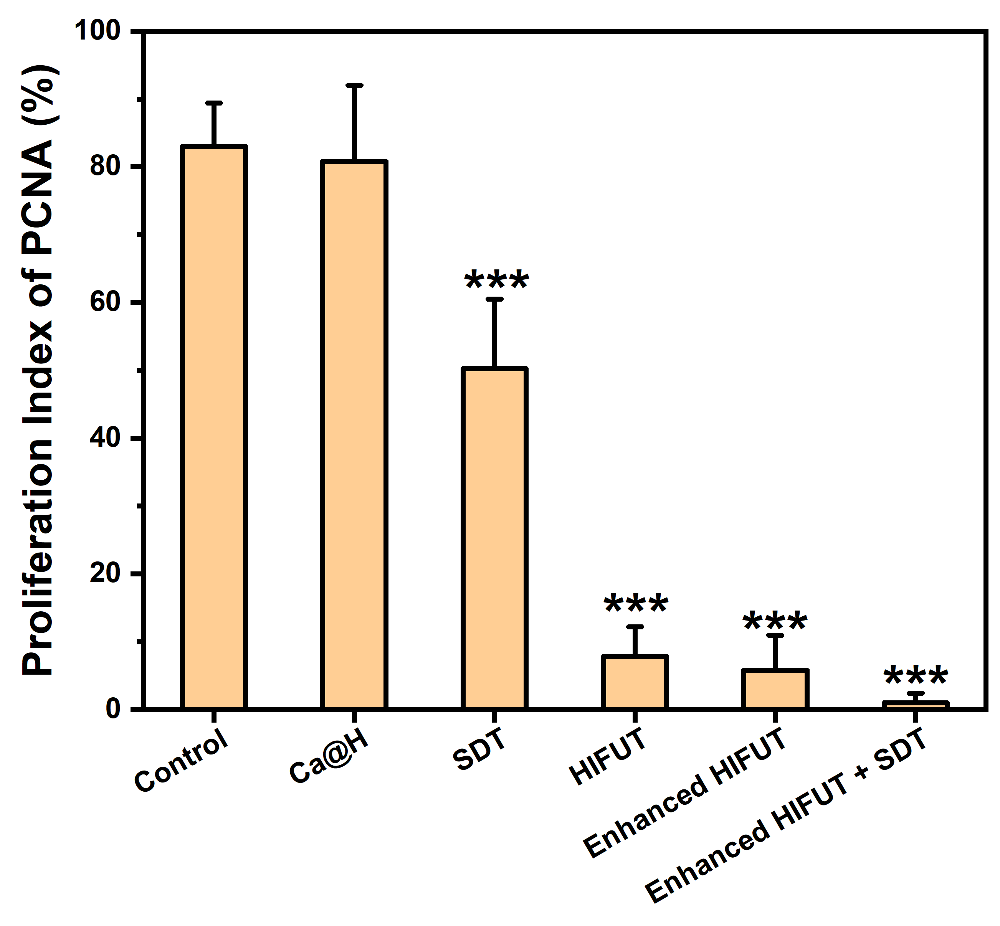 Proliferation Index of PCNA (%)
100
80
60
40
20
0
***
***
***
***
Control
Ca@H
SDT
HIFUT
Enhanced HIFUT
Enhanced HIFUT + SDT